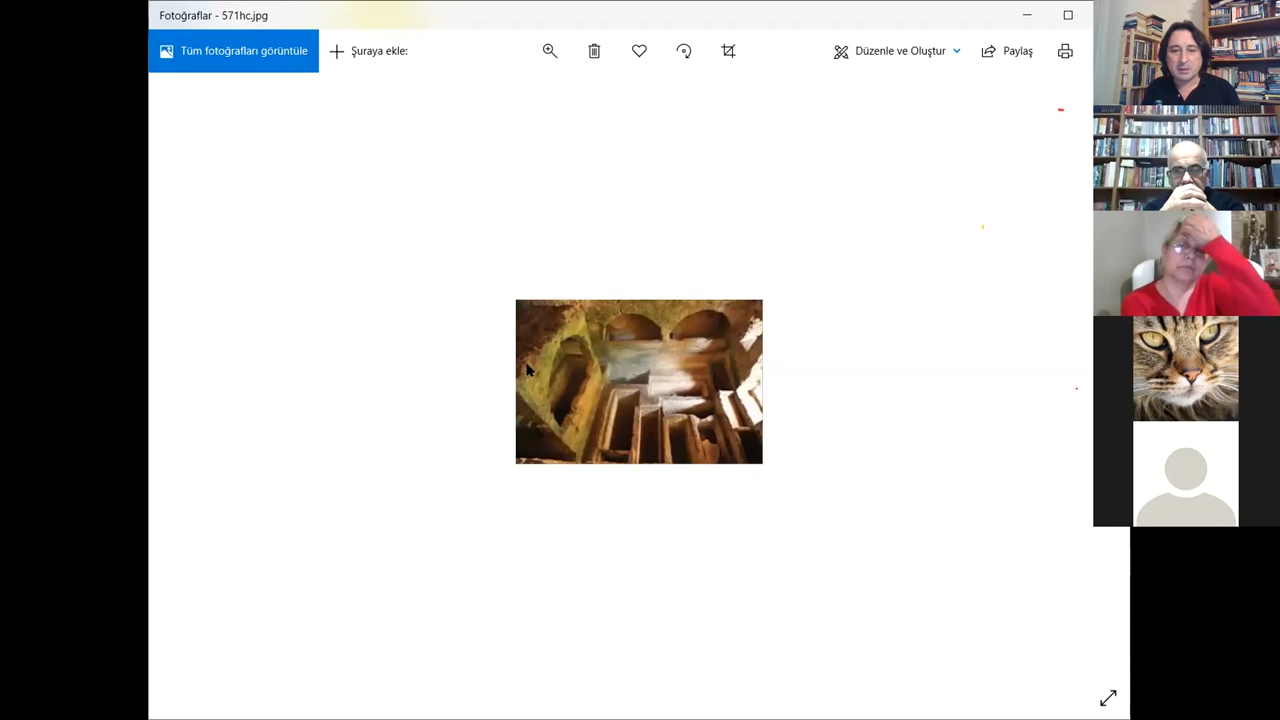 Fotoğraflar - 571hc.jpg
Tüm fotoğrafları görüntüle
Şuraya ekle:
Düzenle ve Oluştur
Paylaş